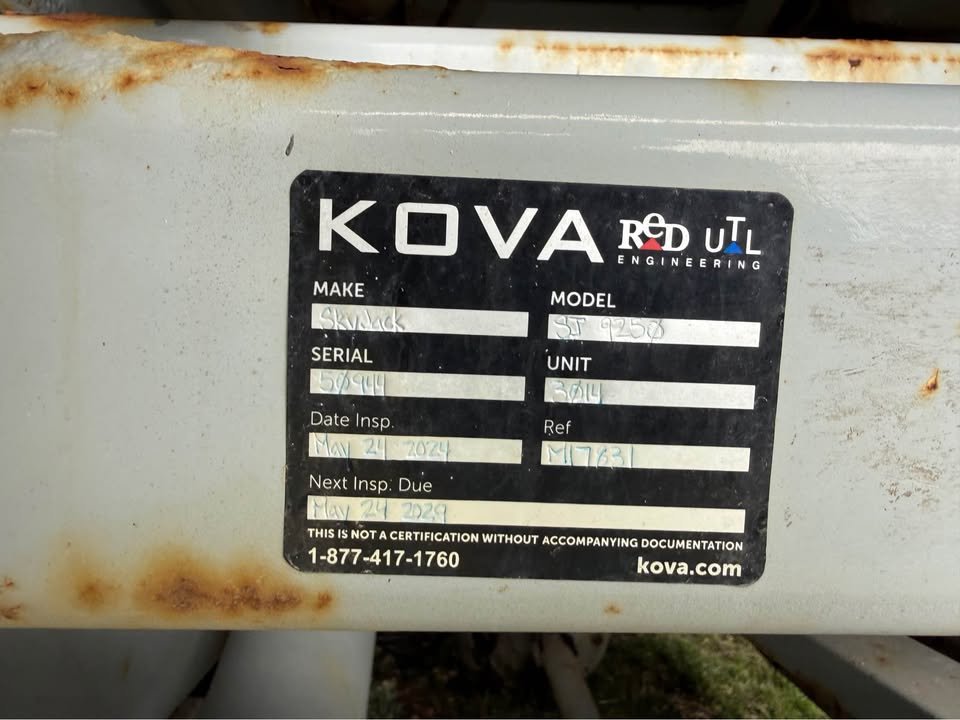 KOVA ReD UTL
ENGINEERING
MAKE MODEL
SkyJack SJ 9250
SERIAL UNIT
50944 3014
Date Insp. Ref
May 24 2024 M17831
Next Insp. Due
May 24 2029
THIS IS NOT A CERTIFICATION WITHOUT ACCOMPANYING DOCUMENTATION
1-877-417-1760 kova.com